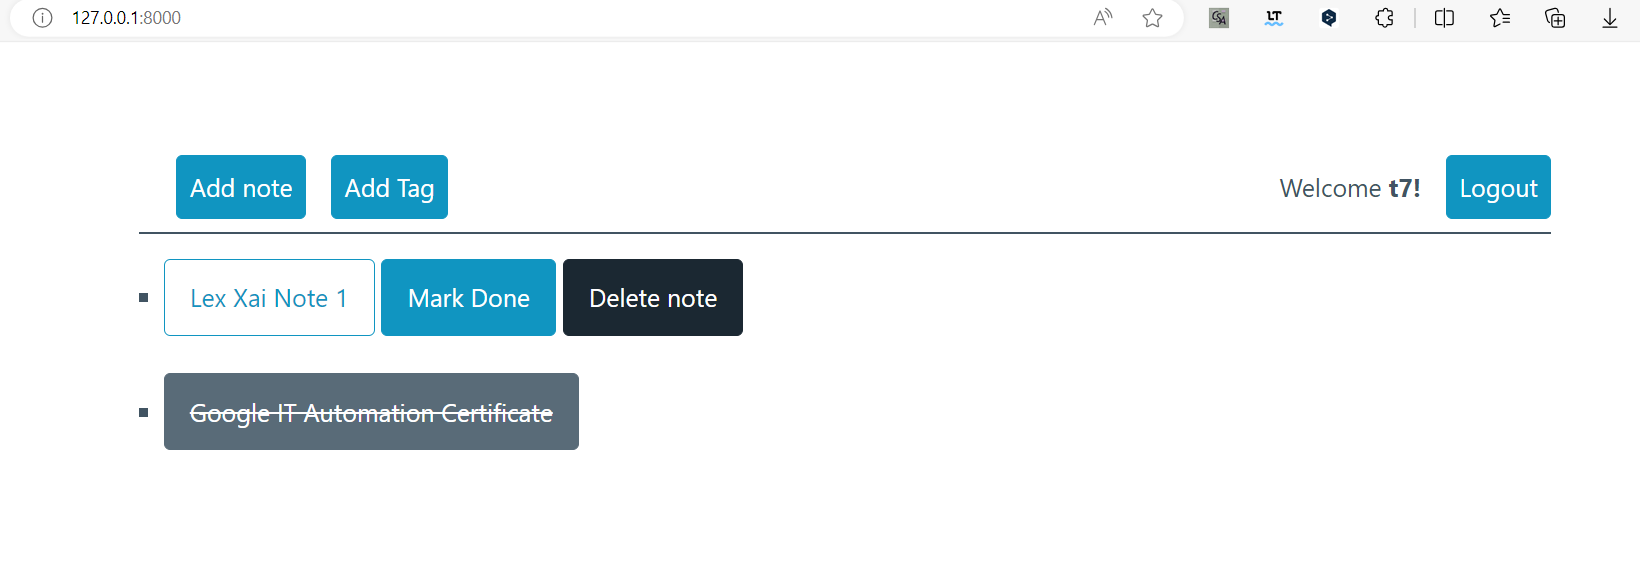 127.0.0.1:8000
Add note Add Tag Welcome t7! Logout
Lex Xai Note 1 Mark Done Delete note
Google IT Automation Certificate